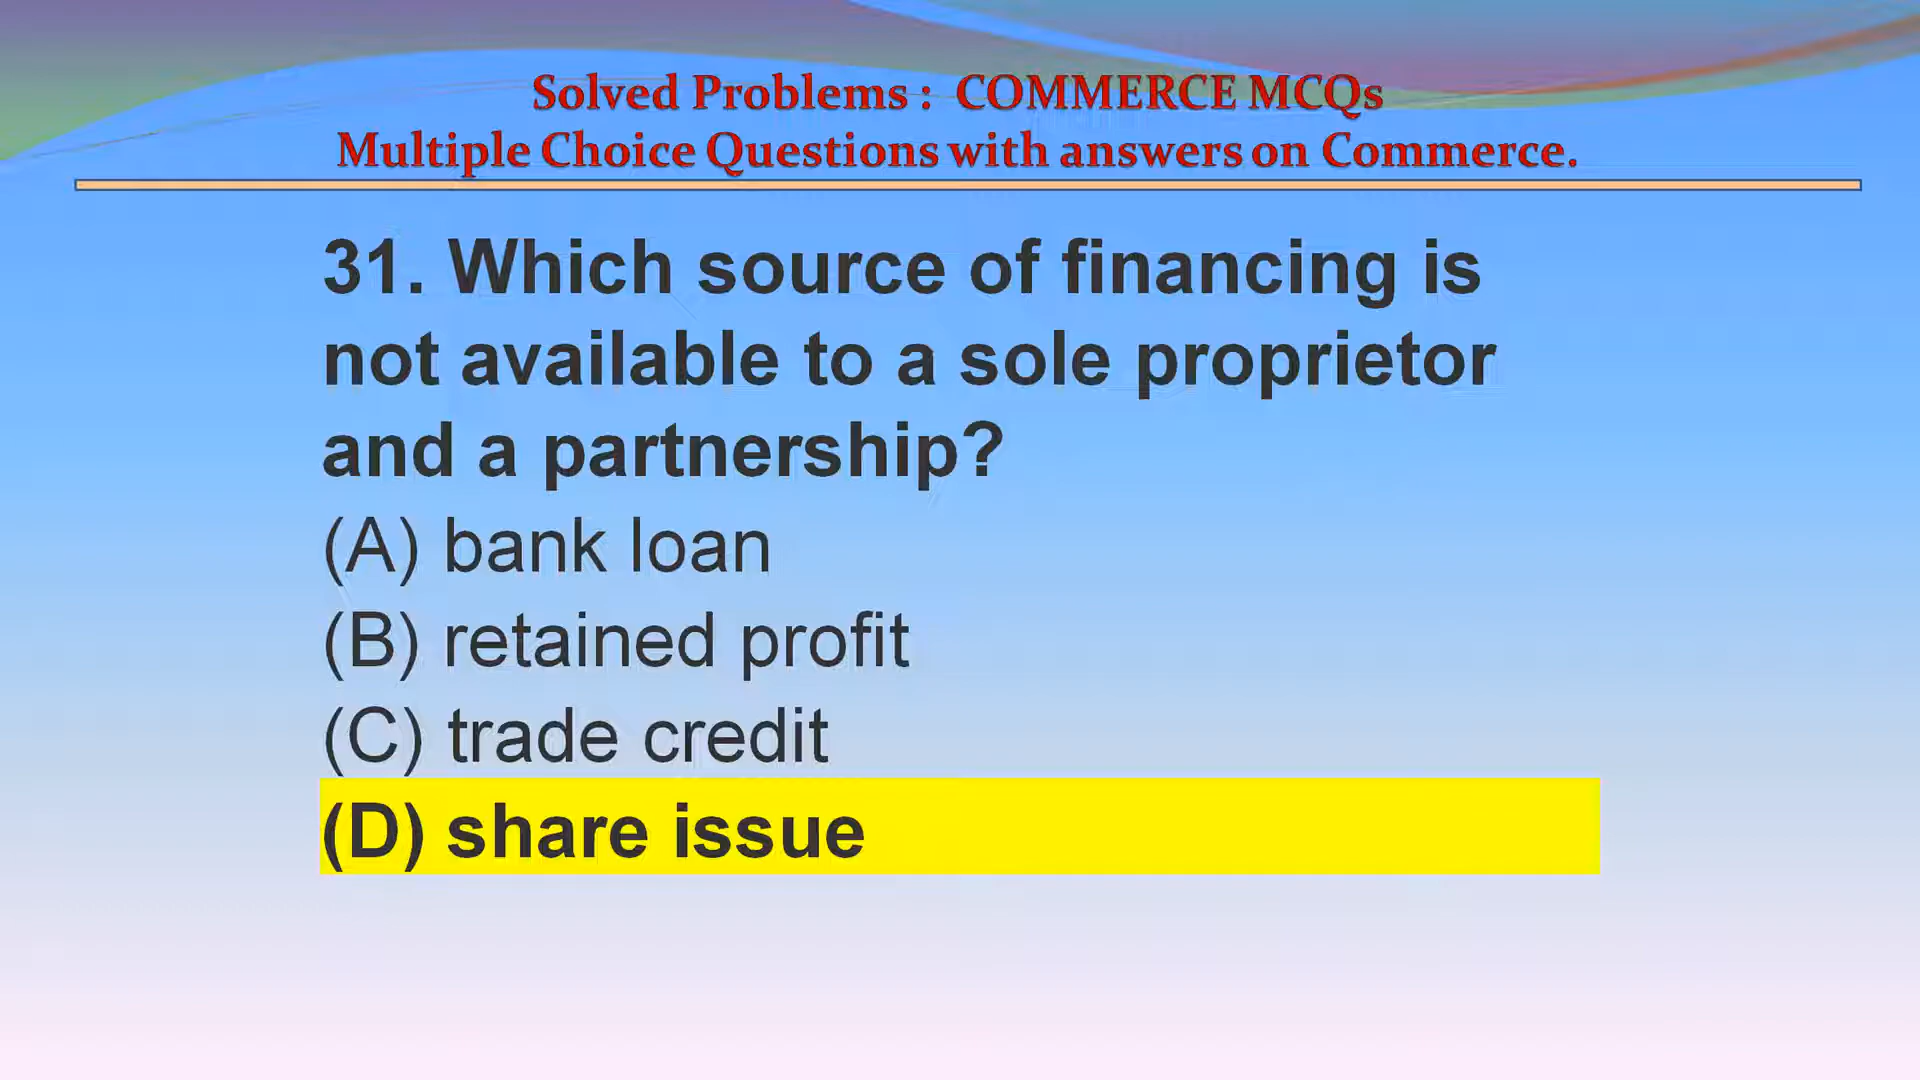 Solved Problems : COMMERCE MCQs
Multiple Choice Questions with answers on Commerce.
31. Which source of financing is
not available to a sole proprietor
and a partnership?
(A) bank loan
(B) retained profit
(C) trade credit
(D) share issue